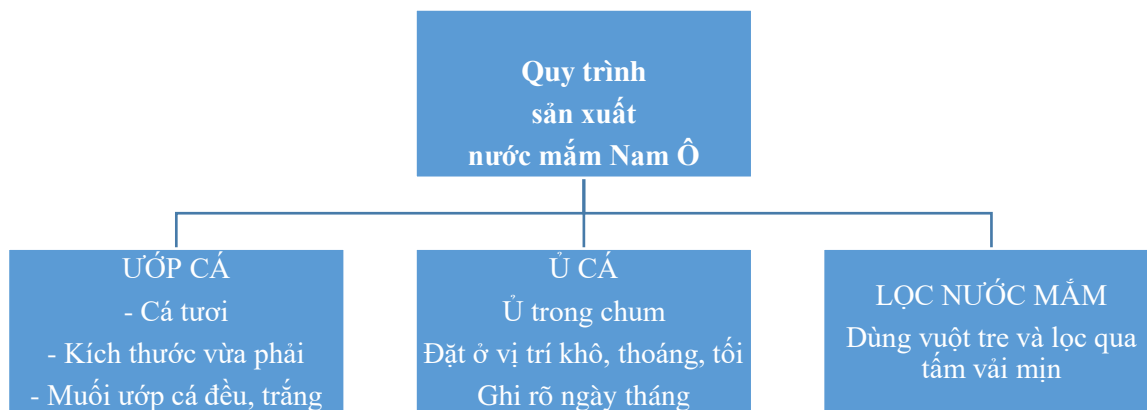 Quy trình
sản xuất
nước mắm Nam Ô
ƯỚP CÁ
- Cá tươi
- Kích thước vừa phải
- Muối ướp cá đều, trắng
Ủ CÁ
Ủ trong chum
Đặt ở vị trí khô, thoáng, tối
Ghi rõ ngày tháng
LỌC NƯỚC MẮM
Dùng vuột tre và lọc qua
tấm vải mịn